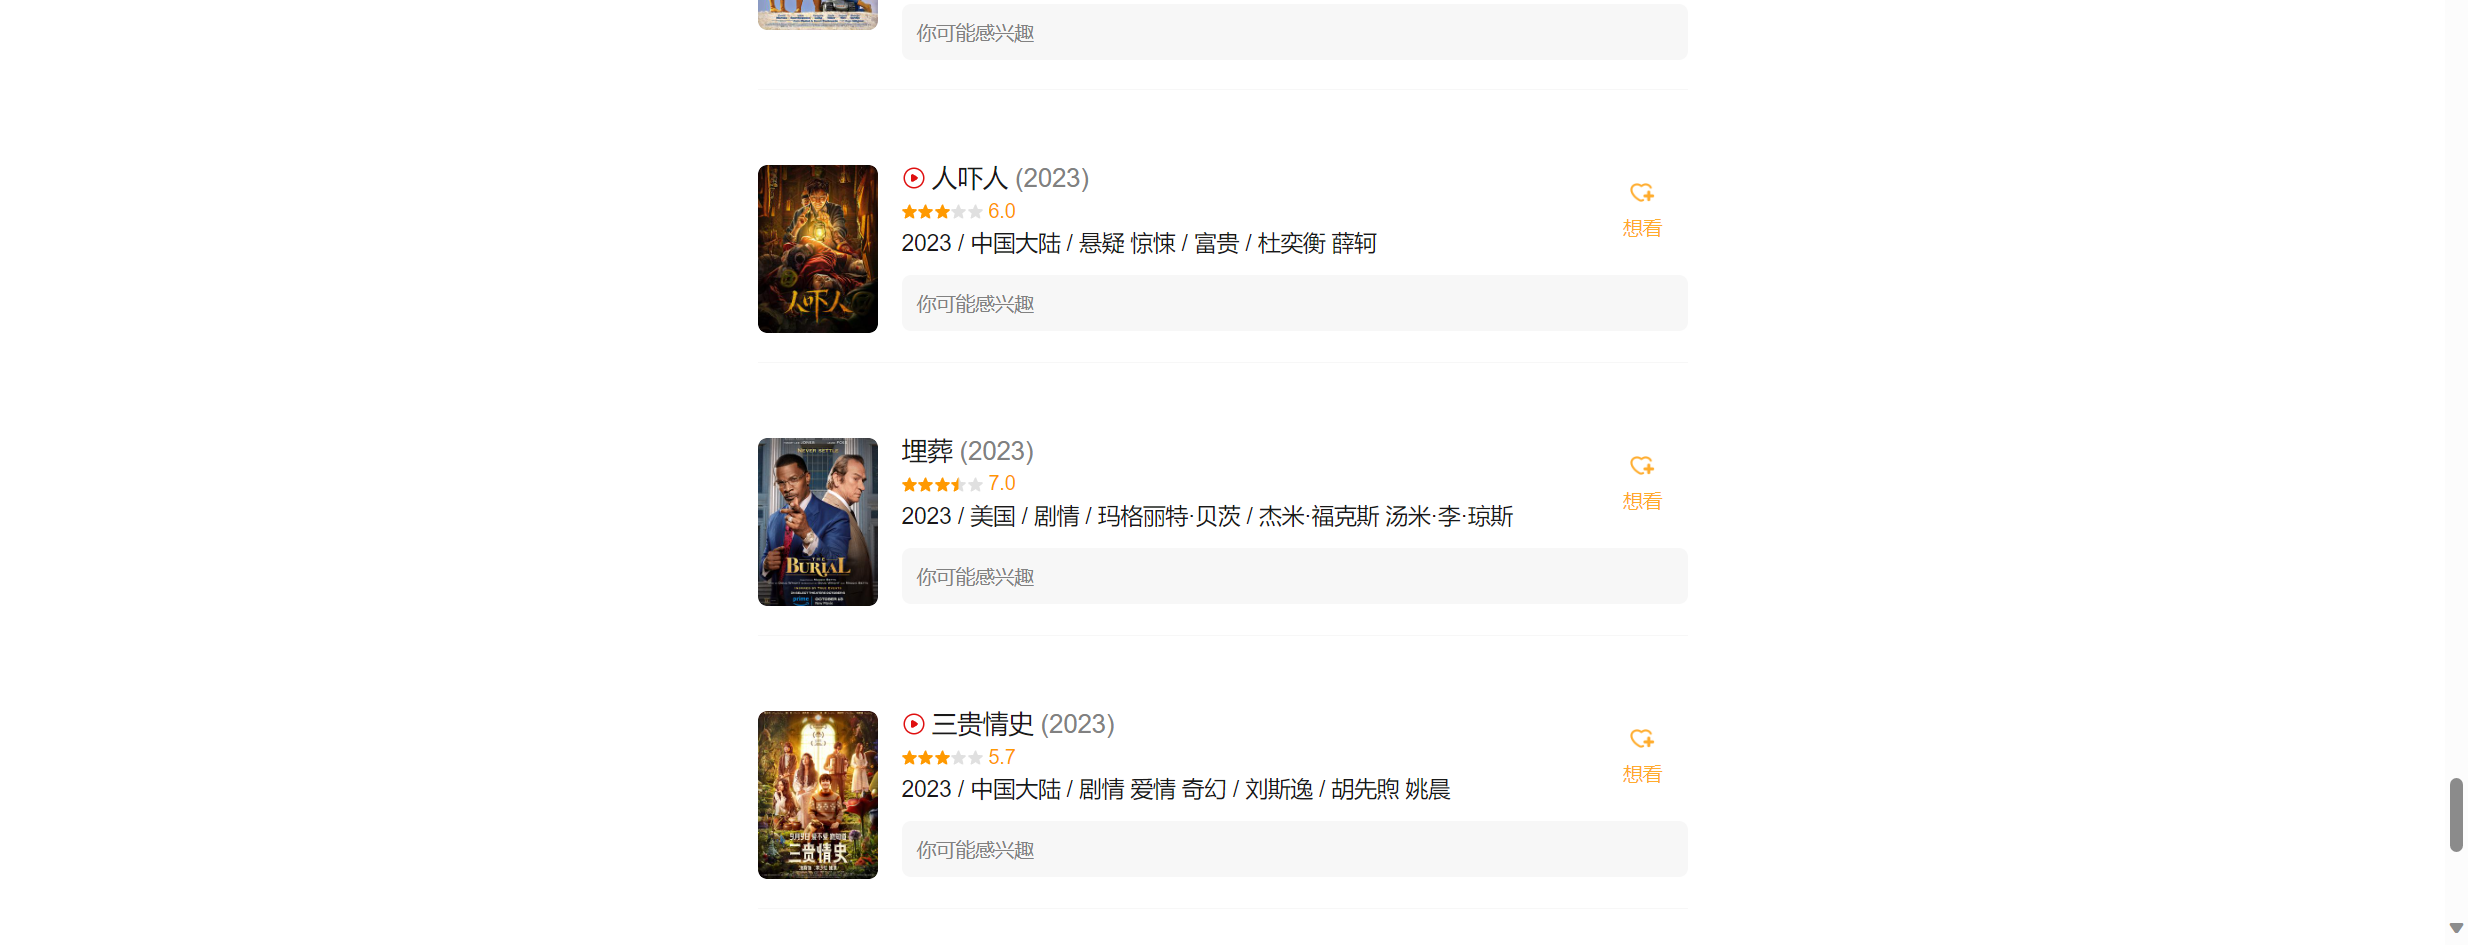 你可能感兴趣
人吓人 (2023)
6.0
想看
2023 / 中国大陆 / 悬疑 惊悚 / 富贵 / 杜奕衡 薛轲
人吓人
你可能感兴趣
埋葬 (2023)
NEVER SETTLE
7.0
想看
2023 / 美国 / 剧情 / 玛格丽特·贝茨 / 杰米·福克斯 汤米·李·琼斯
THE
BURIAL
prime
你可能感兴趣
三贵情史 (2023)
5.7
想看
2023 / 中国大陆 / 剧情 爱情 奇幻 / 刘斯逸 / 胡先煦 姚晨
三贵情史
你可能感兴趣